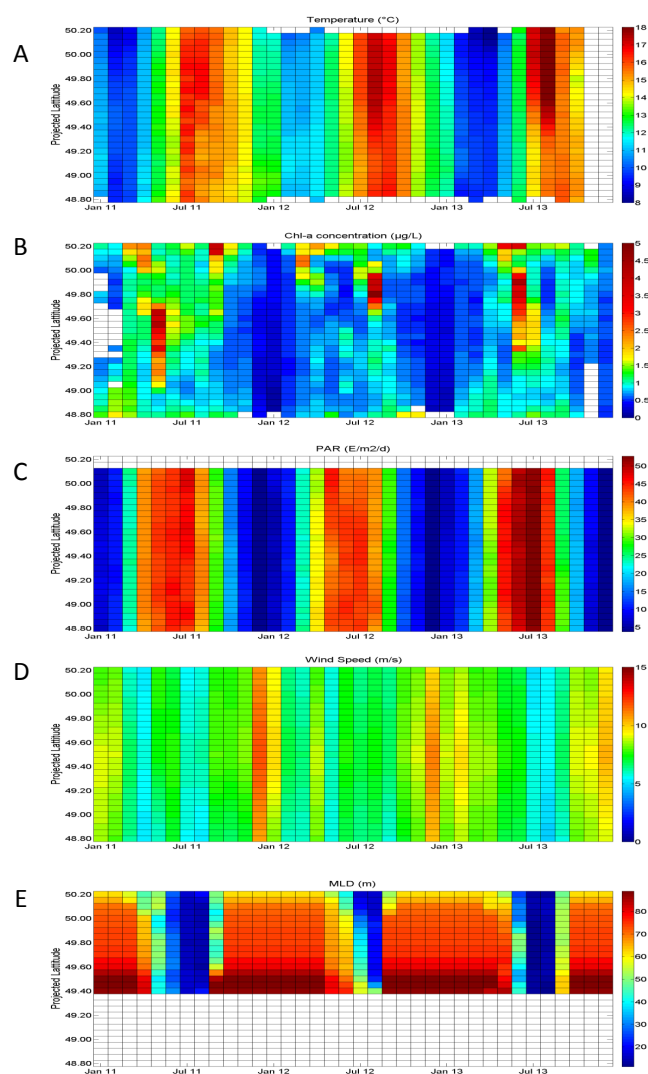 A
Temperature (°C)
Projected Lattitude
50.20
50.00
49.80
49.60
49.40
49.20
49.00
48.80
Jan 11
Jul 11
Jan 12
Jul 12
Jan 13
Jul 13
18
17
16
15
14
13
12
11
10
9
8
B
Chl-a concentration (µg/L)
Projected Latitude
50.20
50.00
49.80
49.60
49.40
49.20
49.00
48.80
Jan 11
Jul 11
Jan 12
Jul 12
Jan 13
Jul 13
5
4.5
4
3.5
3
2.5
2
1.5
1
0.5
0
C
PAR (E/m2/d)
Projected Lattitude
50.20
50.00
49.80
49.60
49.40
49.20
49.00
48.80
Jan 11
Jul 11
Jan 12
Jul 12
Jan 13
Jul 13
50
45
40
35
30
25
20
15
10
5
D
Wind Speed (m/s)
Projected Lattitude
50.20
50.00
49.80
49.60
49.40
49.20
49.00
48.80
Jan 11
Jul 11
Jan 12
Jul 12
Jan 13
Jul 13
15
10
5
0
E
MLD (m)
Projected Lattitude
50.20
50.00
49.80
49.60
49.40
49.20
49.00
48.80
Jan 11
Jul 11
Jan 12
Jul 12
Jan 13
Jul 13
80
70
60
50
40
30
20